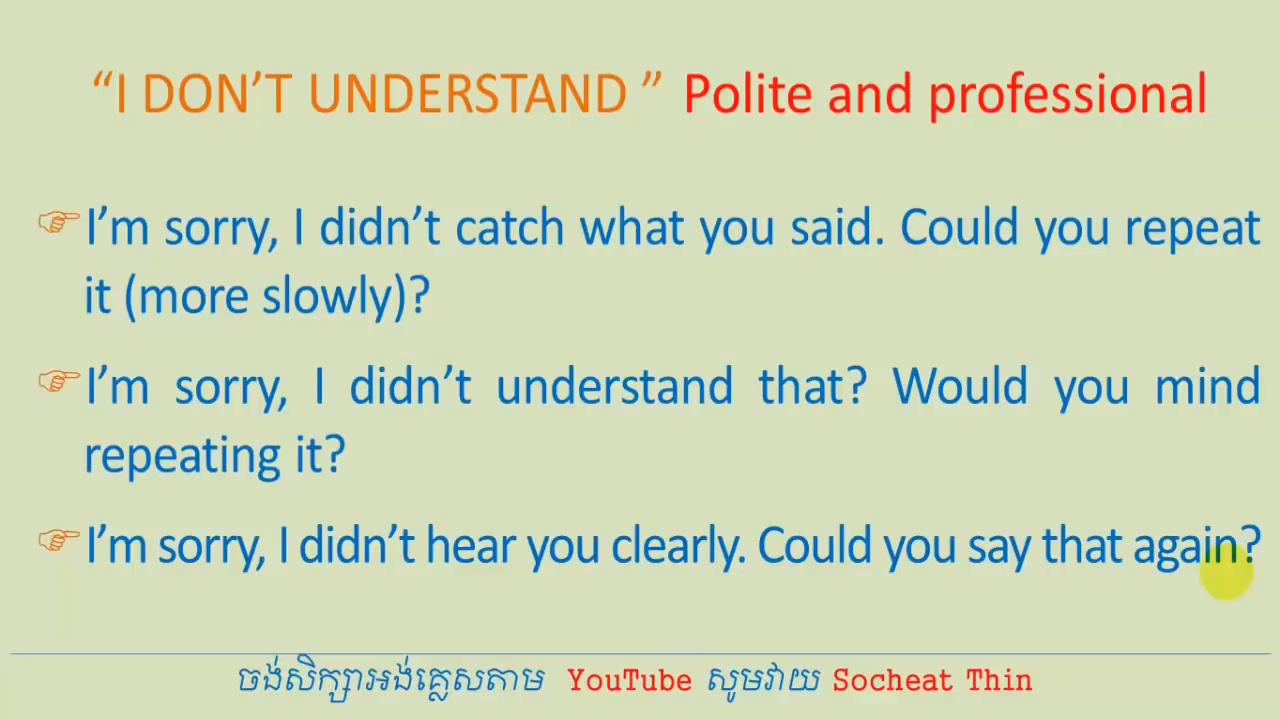 “I DON’T UNDERSTAND ” Polite and professional
I’m sorry, I didn’t catch what you said. Could you repeat
it (more slowly)?
I’m sorry, I didn’t understand that? Would you mind
repeating it?
I’m sorry, I didn’t hear you clearly. Could you say that again?
ចង់សិក្សាអង់គ្លេសតាម YouTube សូមវាយ Socheat Thin